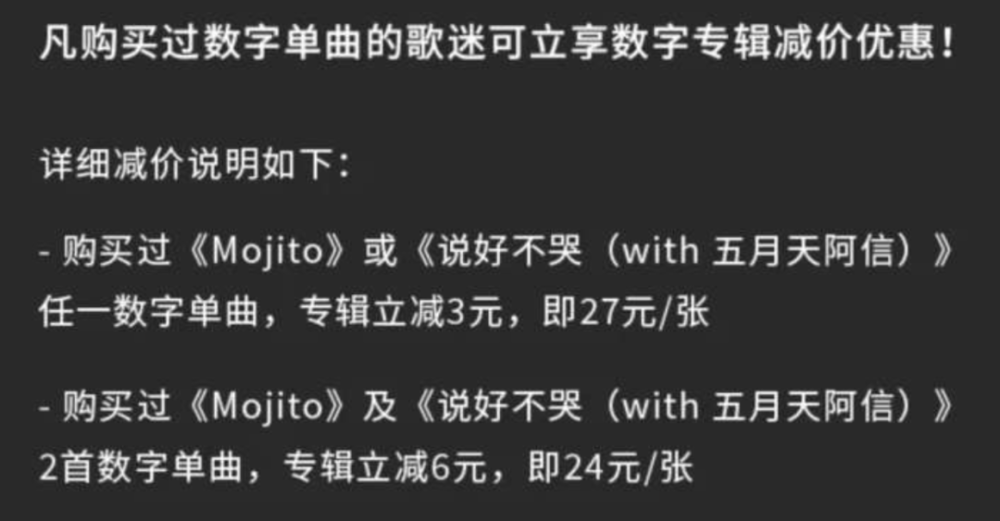 凡购买过数字单曲的歌迷可立享数字专辑减价优惠！
详细减价说明如下：
- 购买过《Mojito》或《说好不哭（with 五月天阿信）》
任一数字单曲，专辑立减3元，即27元/张
- 购买过《Mojito》及《说好不哭（with 五月天阿信）》
2首数字单曲，专辑立减6元，即24元/张